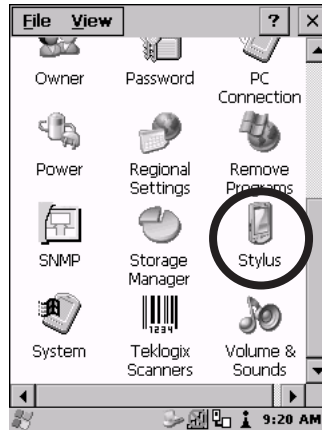 File View ? ×
Owner Password PC Connection
Power Regional Settings Remove Programs
SNMP Storage Manager Stylus
1234
System Teklogix Scanners Volume & Sounds
9:20 AM